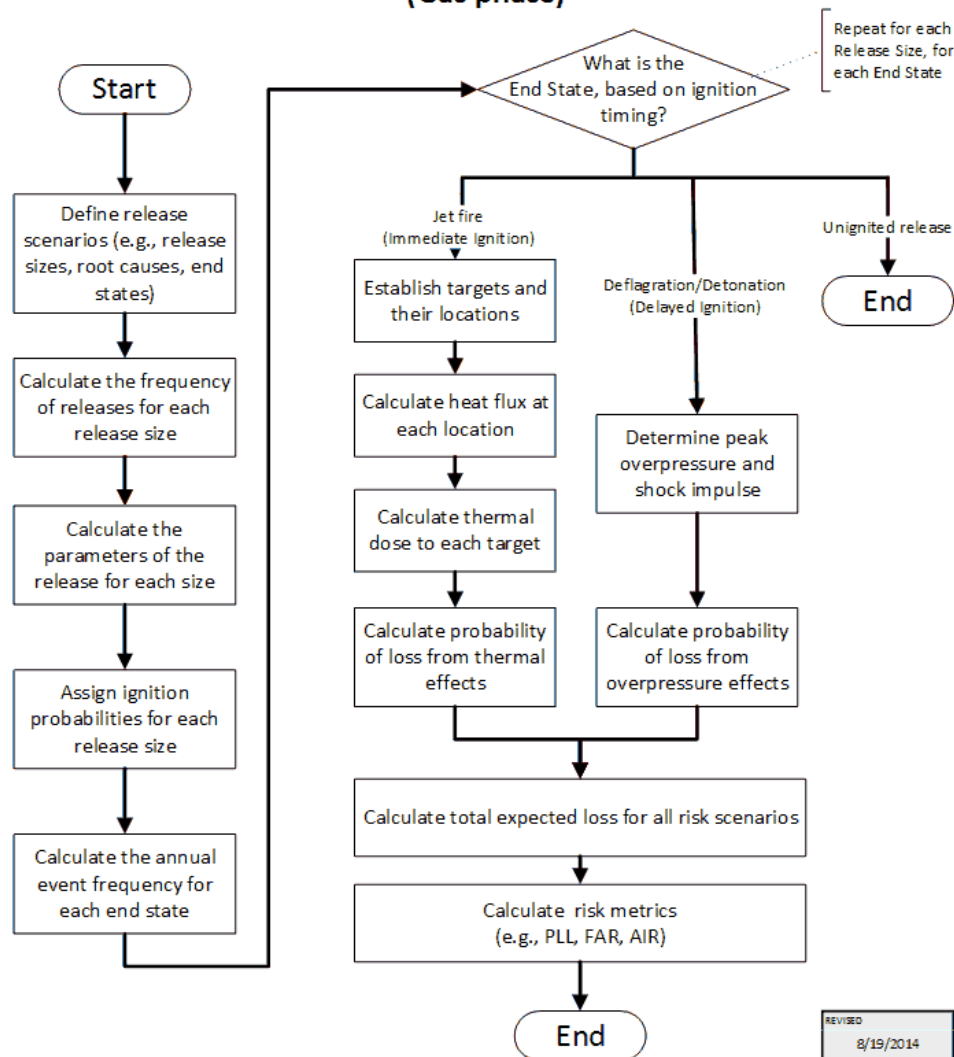 (Gas phase)
Start
Define release
scenarios (e.g., release
sizes, root causes, end
states)
Calculate the frequency
of releases for each
release size
Calculate the
parameters of the
release for each size
Assign ignition
probabilities for each
release size
Calculate the annual
event frequency for
each end state
What is the
End State, based on ignition
timing?
Repeat for each
Release Size, for
each End State
Jet fire
(Immediate Ignition)
Establish targets and
their locations
Calculate heat flux at
each location
Calculate thermal
dose to each target
Calculate probability
of loss from thermal
effects
Deflagration/Detonation
(Delayed Ignition)
Determine peak
overpressure and
shock impulse
Calculate probability
of loss from
overpressure effects
Unignited release
End
Calculate total expected loss for all risk scenarios
Calculate risk metrics
(e.g., PLL, FAR, AIR)
End
REVISED
8/19/2014